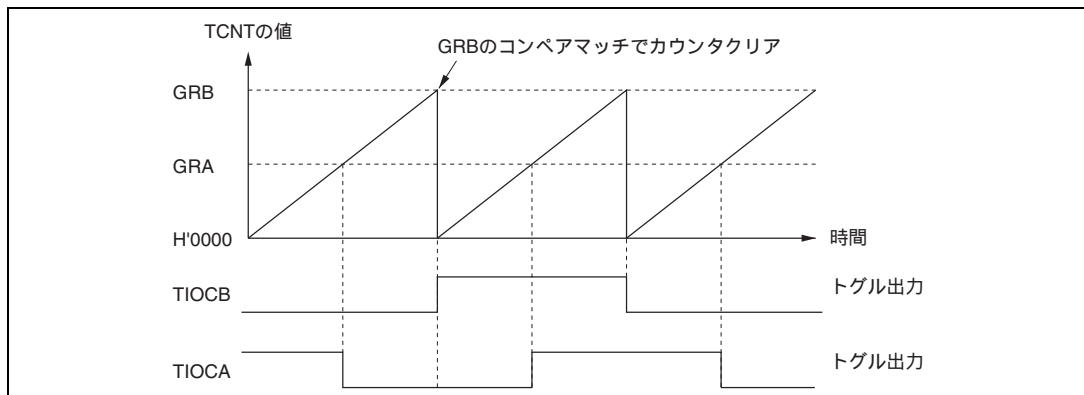 TCNTの値
GRBのコンペアマッチでカウンタクリア
GRB
GRA
H'0000
時間
TIOCB
トグル出力
TIOCA
トグル出力